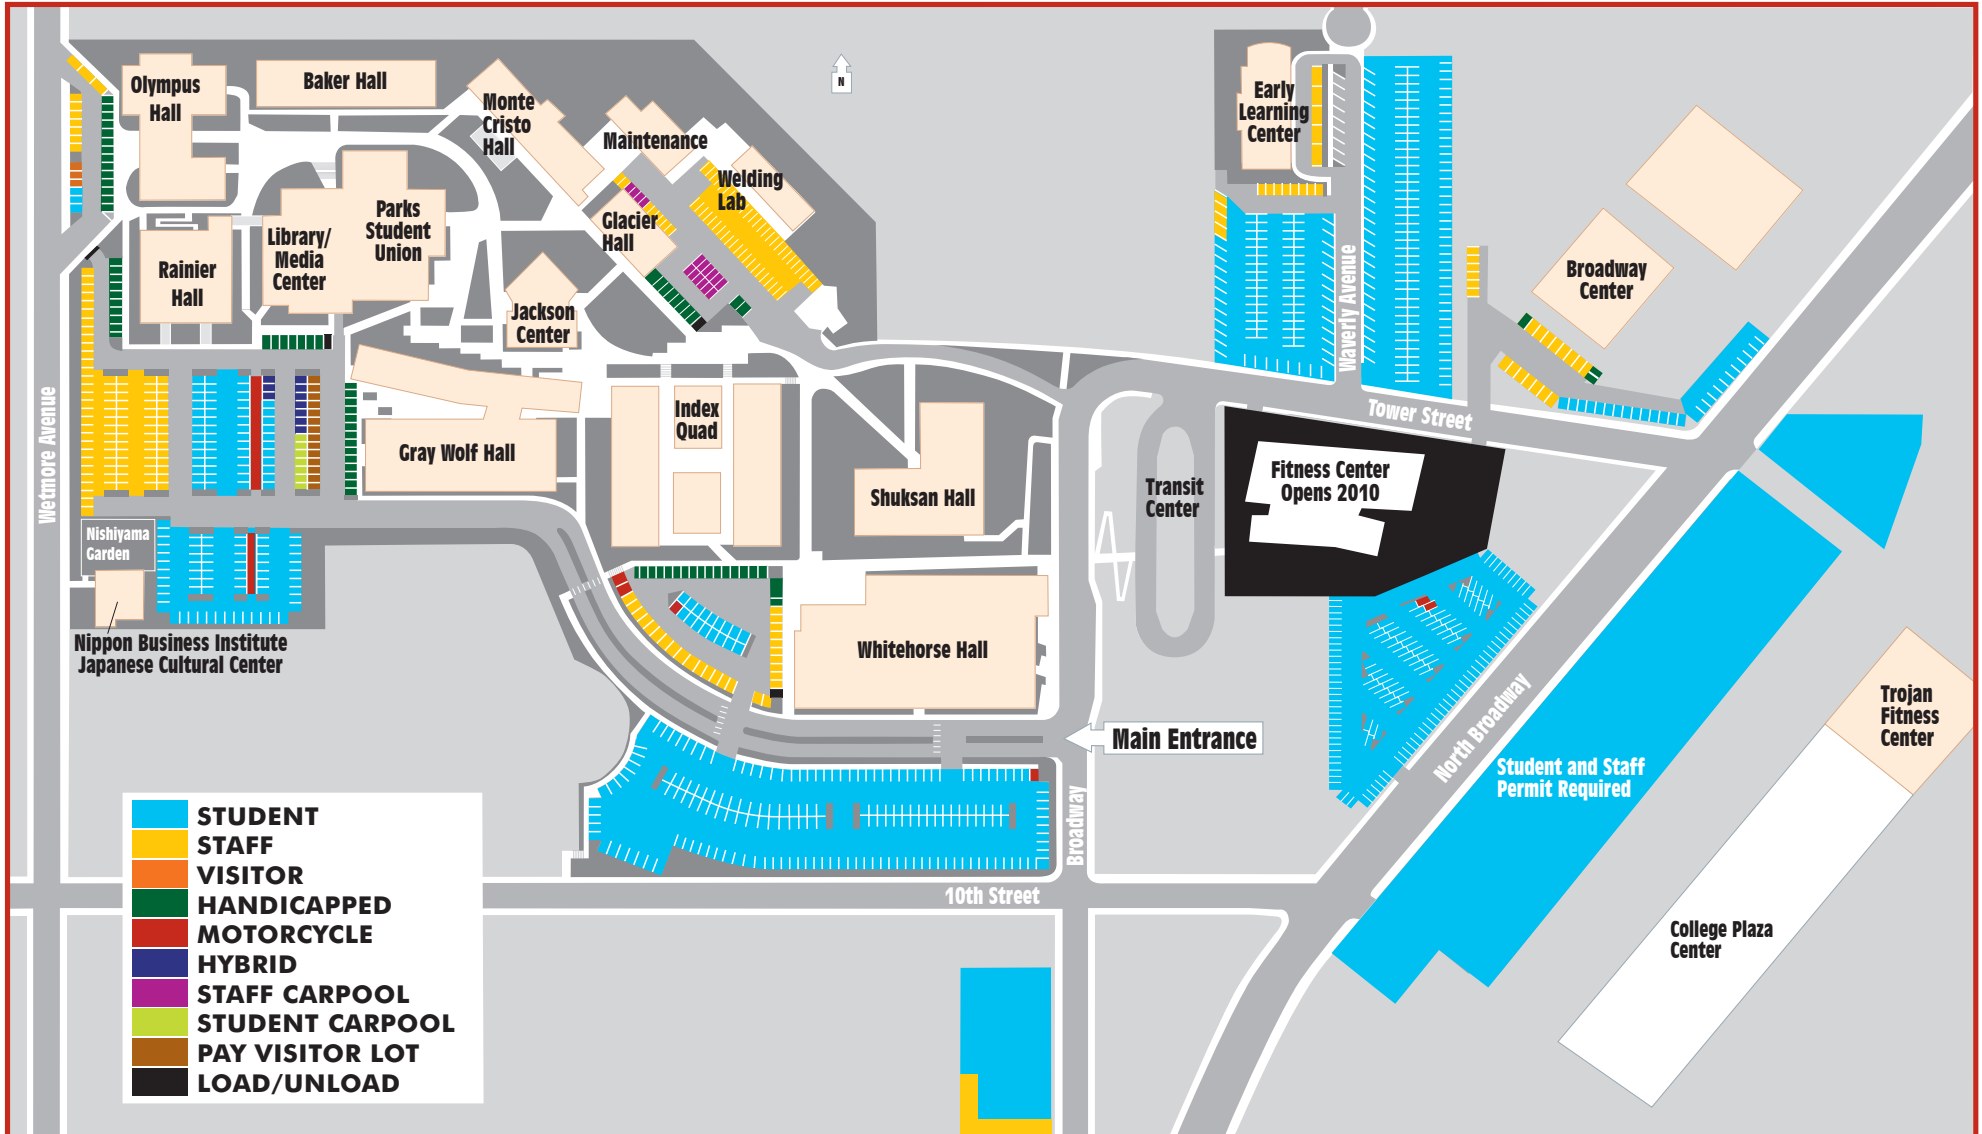 Olympus
Hall
Baker Hall
Monte
Cristo
Hall
Maintenance
Welding
Lab
N
Early
Learning
Center
Parks
Student
Union
Library/
Media
Center
Rainier
Hall
Glacier
Hall
Jackson
Center
Waverly Avenue
Broadway
Center
Wetmore Avenue
Gray Wolf Hall
Index
Quad
Shuksan Hall
Transit
Center
Tower Street
Fitness Center
Opens 2010
Nishiyama
Garden
Nippon Business Institute
Japanese Cultural Center
Whitehorse Hall
Main Entrance
North Broadway
Student and Staff
Permit Required
Trojan
Fitness
Center
Broadway
10th Street
College Plaza
Center
STUDENT
STAFF
VISITOR
HANDICAPPED
MOTORCYCLE
HYBRID
STAFF CARPOOL
STUDENT CARPOOL
PAY VISITOR LOT
LOAD/UNLOAD